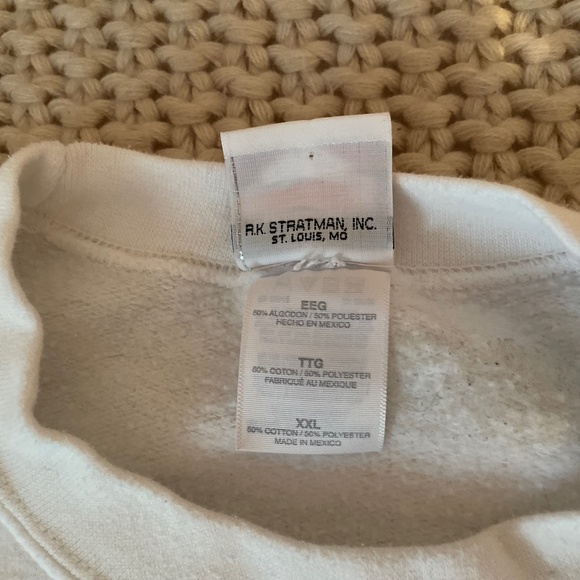 R.K. STRATMAN, INC.
ST. LOUIS, MO
EEG
50% ALGODON / 50% POLIESTER
HECHO EN MEXICO
TTG
50% COTON / 50% POLYESTER
FABRIQUÉ AU MEXIQUE
XXL
50% COTTON / 50% POLYESTER
MADE IN MEXICO